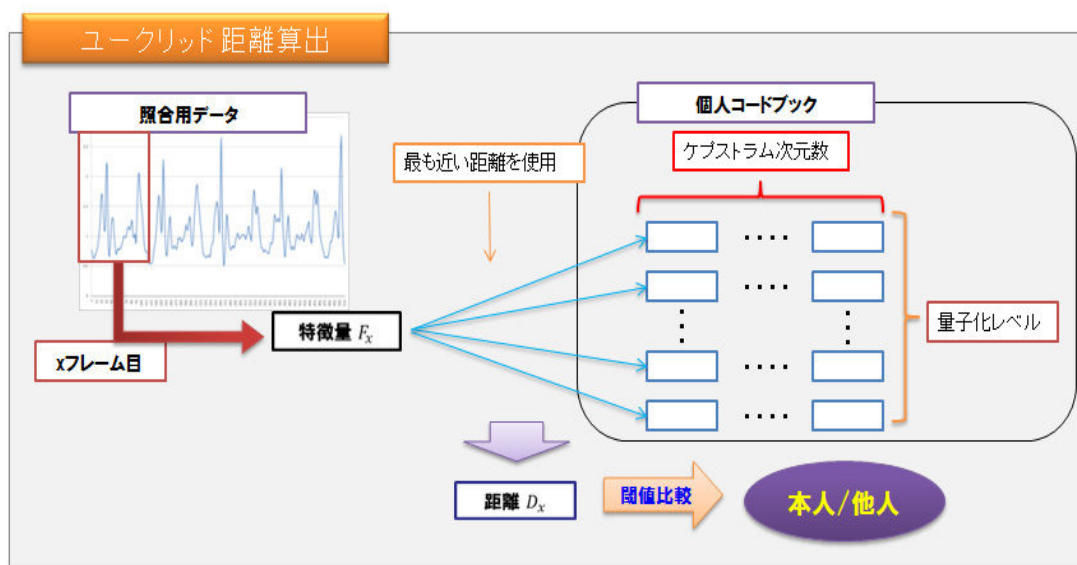 ユークリッド距離算出
照合用データ
個人コードブック
ケプストラム次元数
最も近い距離を使用
特徴量 Fx
量子化レベル
xフレーム目
距離 Dx
閾値比較
本人/他人